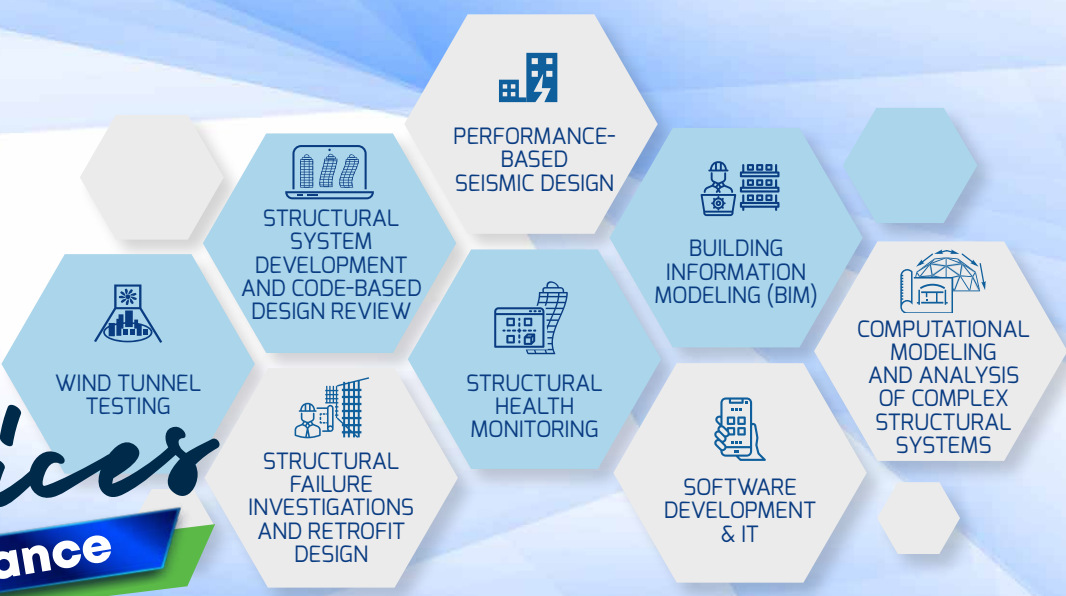 PERFORMANCE-
BASED
SEISMIC DESIGN
STRUCTURAL
SYSTEM
DEVELOPMENT
AND CODE-BASED
DESIGN REVIEW
BUILDING
INFORMATION
MODELING (BIM)
WIND TUNNEL
TESTING
STRUCTURAL
HEALTH
MONITORING
COMPUTATIONAL
MODELING
AND ANALYSIS
OF COMPLEX
STRUCTURAL
SYSTEMS
STRUCTURAL
FAILURE
INVESTIGATIONS
AND RETROFIT
DESIGN
SOFTWARE
DEVELOPMENT
& IT
ices
ance